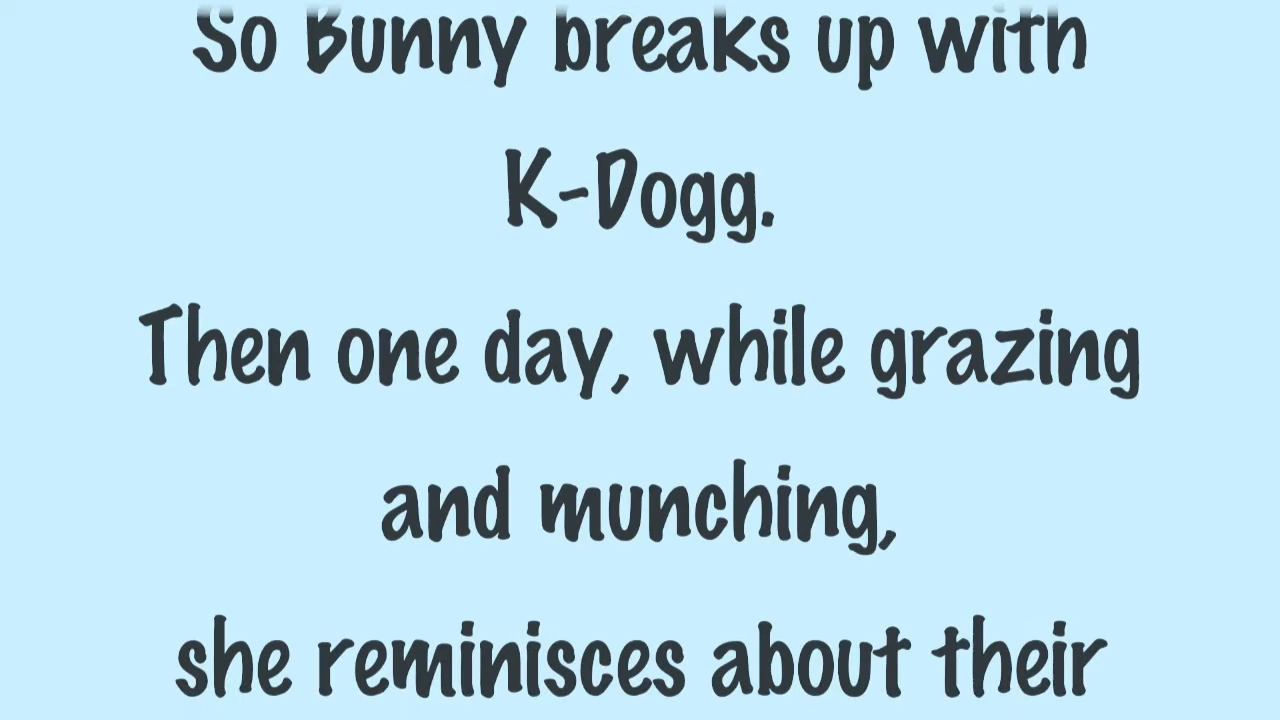 So Bunny breaks up with
K-Dogg.
Then one day, while grazing
and munching,
she reminisces about their